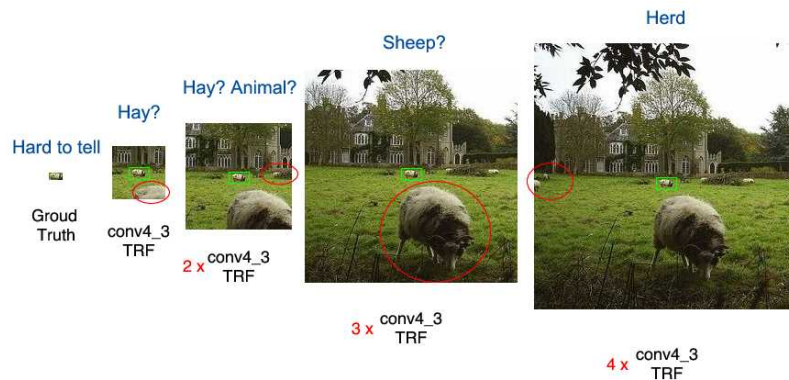 Hard to tell
Hay?
Hay? Animal?
Sheep?
Herd
Groud
Truth
conv4_3
TRF
2 x conv4_3
TRF
3 x conv4_3
TRF
4 x conv4_3
TRF